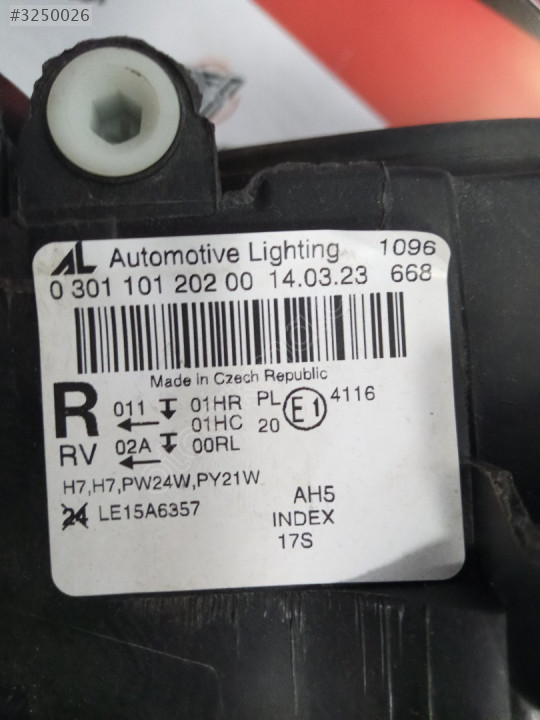 #3250026
AL Automotive Lighting 1096
0 301 101 202 00 14.03.23 668
Made in Czech Republic
R 011 01HR PL E1 4116
01HC 20
RV 02A 00RL
H7,H7,PW24W,PY21W
24 LE15A6357 AH5
INDEX
17S